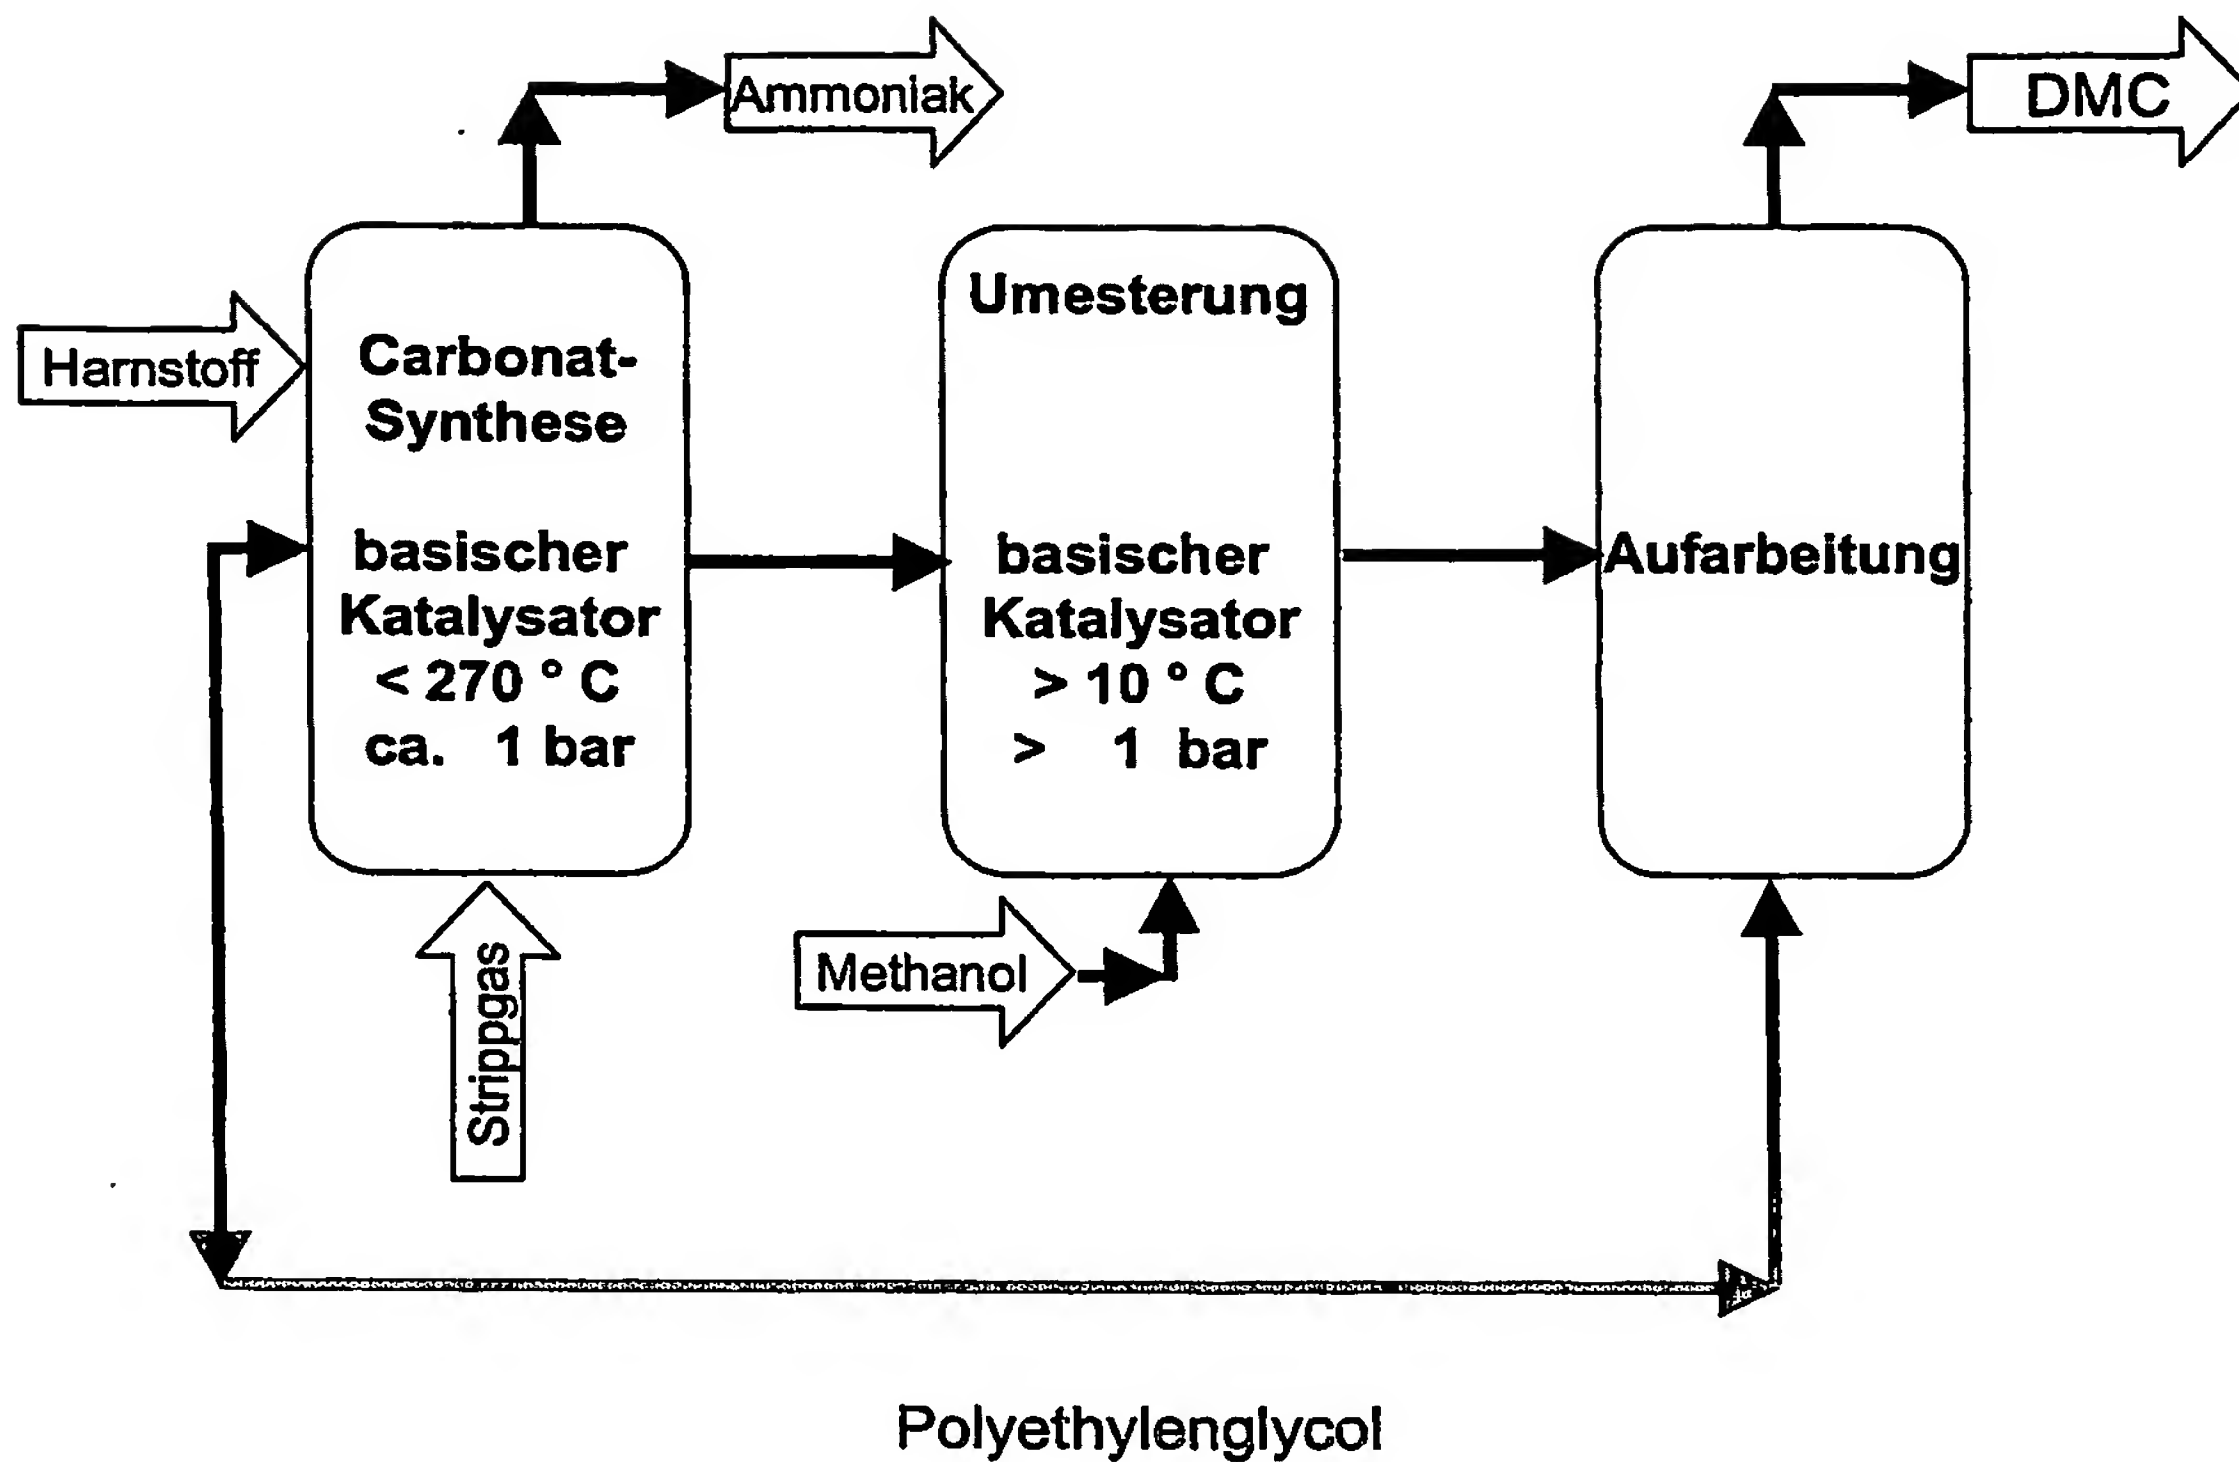 Ammoniak
DMC
Harnstoff
Carbonat-
Synthese
basischer
Katalysator
< 270 ° C
ca. 1 bar
Umesterung
basischer
Katalysator
> 10 ° C
> 1 bar
Aufarbeitung
Strippgas
Methanol
Polyethylenglycol